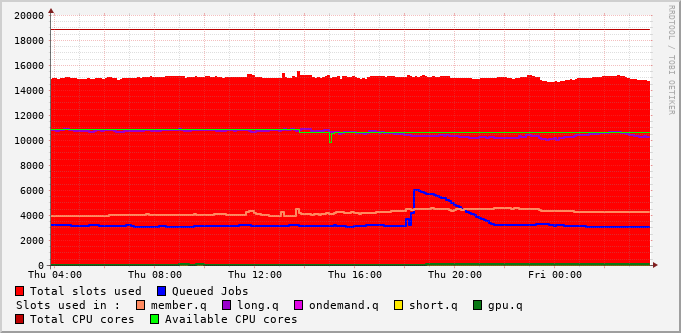 20000
18000
16000
14000
12000
10000
8000
6000
4000
2000
0
Thu 04:00 Thu 08:00 Thu 12:00 Thu 16:00 Thu 20:00 Fri 00:00
Total slots used Queued Jobs
Slots used in : member.q long.q ondemand.q short.q gpu.q
Total CPU cores Available CPU cores
RRDTOOL / TOBI OETIKER